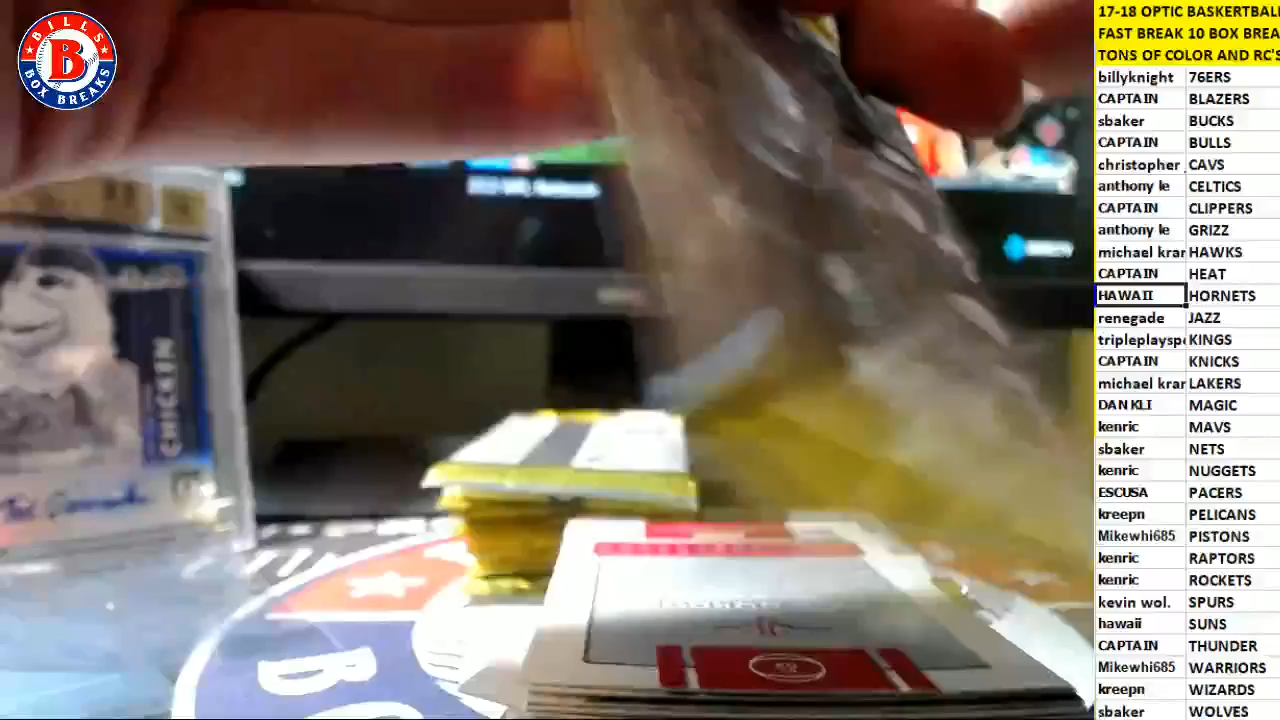 BILLS
B
BOX BREAKS
CHICKEN
B
17-18 OPTIC BASKERTBALL
FAST BREAK 10 BOX BREA
TONS OF COLOR AND RC'S
billyknight 76ERS
CAPTAIN BLAZERS
sbaker BUCKS
CAPTAIN BULLS
christopher CAVS
anthony le CELTICS
CAPTAIN CLIPPERS
anthony le GRIZZ
michael krar HAWKS
CAPTAIN HEAT
HAWAII HORNETS
renegade JAZZ
tripleplayspo KINGS
CAPTAIN KNICKS
michael krar LAKERS
DAN KLI MAGIC
kenric MAVS
sbaker NETS
kenric NUGGETS
ESCUSA PACERS
kreepn PELICANS
Mikewhi685 PISTONS
kenric RAPTORS
kenric ROCKETS
kevin wol. SPURS
hawaii SUNS
CAPTAIN THUNDER
Mikewhi685 WARRIORS
kreepn WIZARDS
sbaker WOLVES